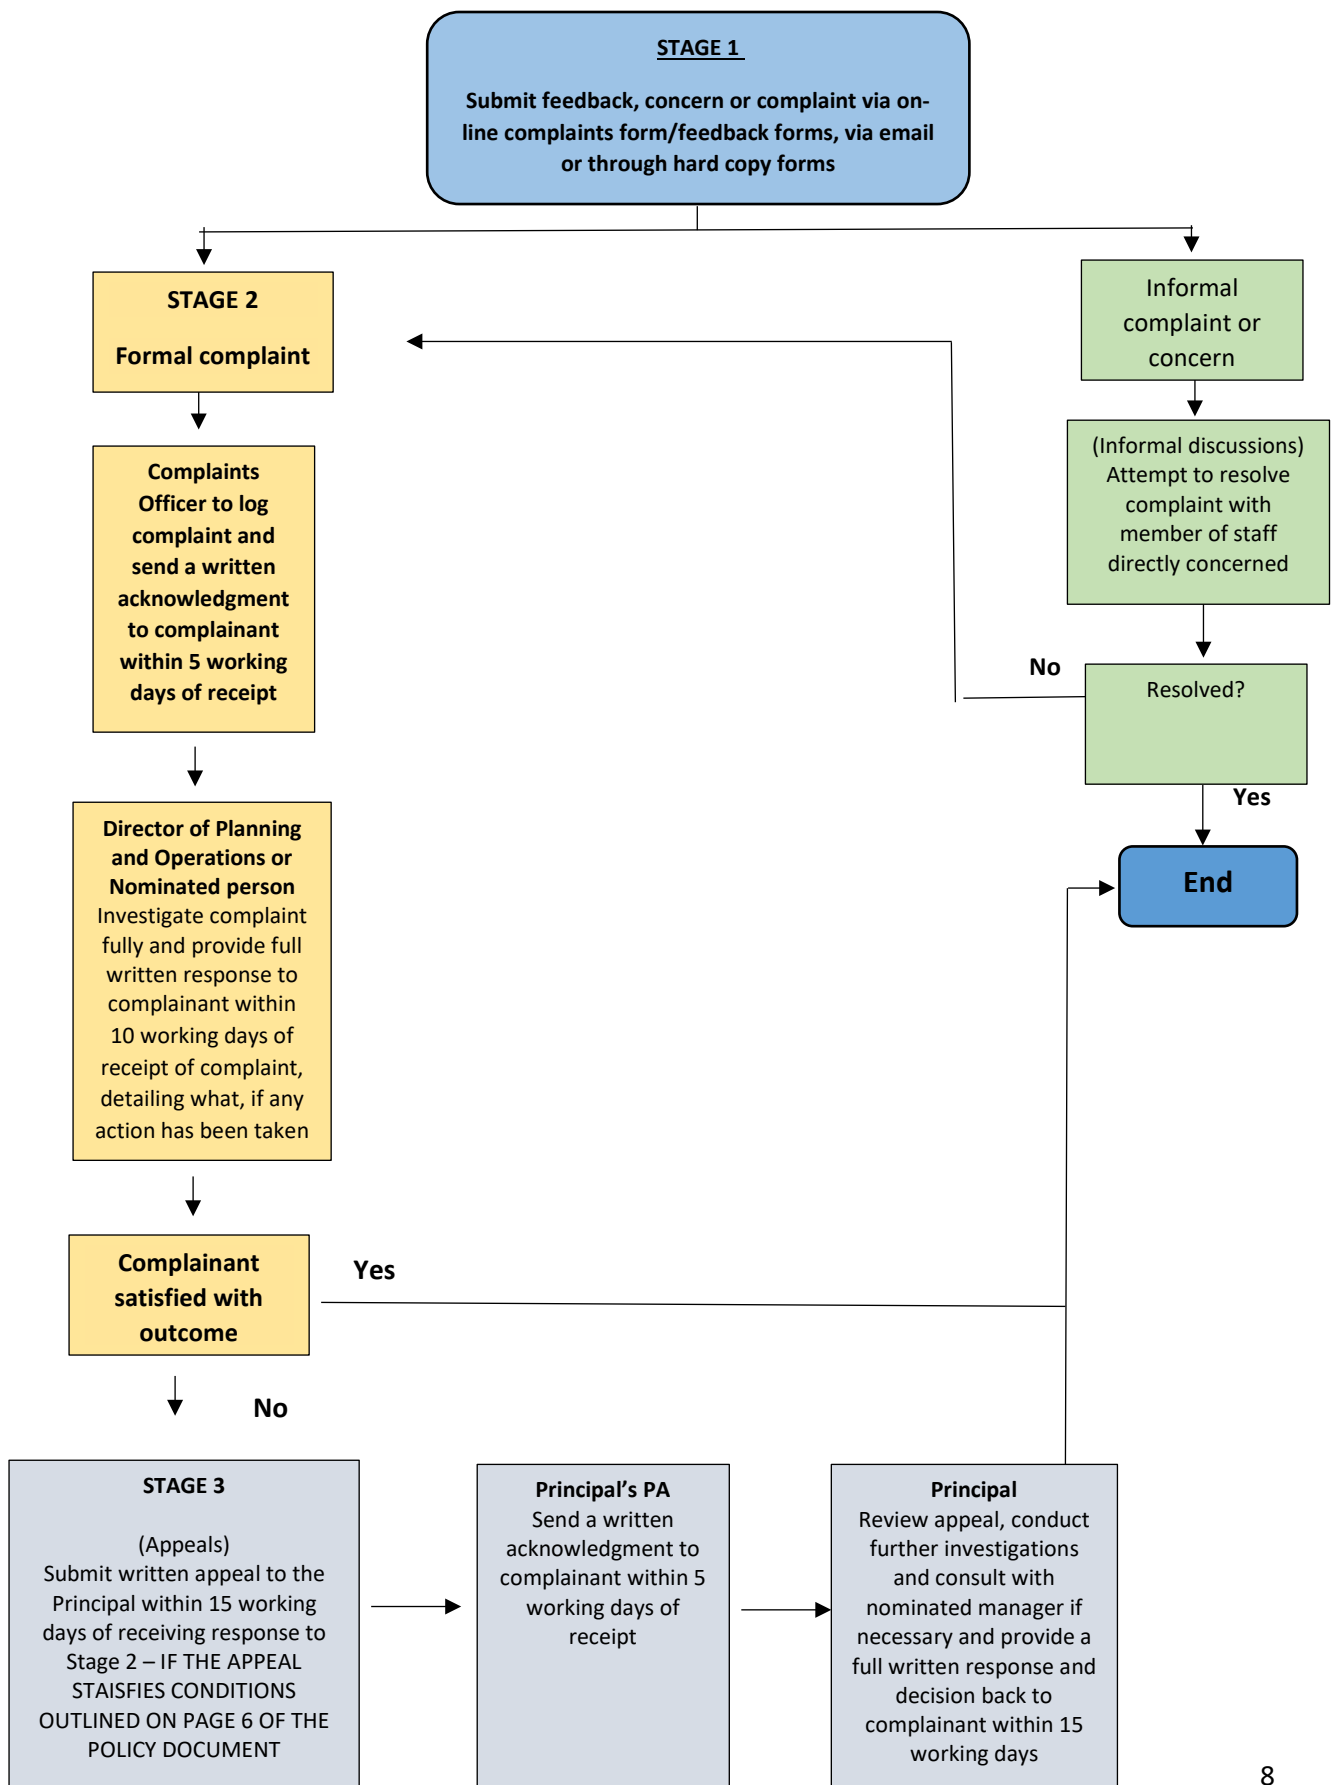 STAGE 1
Submit feedback, concern or complaint via on-
line complaints form/feedback forms, via email
or through hard copy forms
STAGE 2
Formal complaint
Informal
complaint or
concern
Complaints
Officer to log
complaint and
send a written
acknowledgment
to complainant
within 5 working
days of receipt
(Informal discussions)
Attempt to resolve
complaint with
member of staff
directly concerned
No
Resolved?
Yes
End
Director of Planning
and Operations or
Nominated person
Investigate complaint
fully and provide full
written response to
complainant within
10 working days of
receipt of complaint,
detailing what, if any
action has been taken
Complainant
satisfied with
outcome
Yes
No
STAGE 3
(Appeals)
Submit written appeal to the
Principal within 15 working
days of receiving response to
Stage 2 – IF THE APPEAL
STAISFIES CONDITIONS
OUTLINED ON PAGE 6 OF THE
POLICY DOCUMENT
Principal’s PA
Send a written
acknowledgment to
complainant within 5
working days of
receipt
Principal
Review appeal, conduct
further investigations
and consult with
nominated manager if
necessary and provide a
full written response and
decision back to
complainant within 15
working days
8